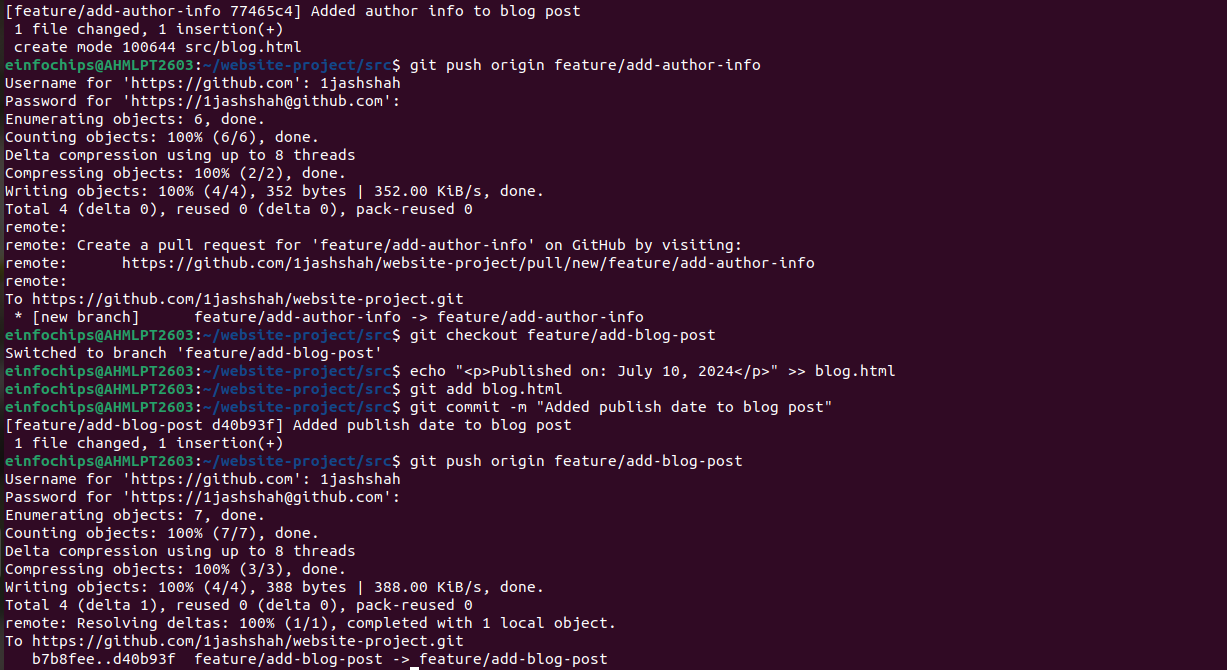 [feature/add-author-info 77465c4] Added author info to blog post
 1 file changed, 1 insertion(+)
 create mode 100644 src/blog.html
einfochips@AHMLPT2603:~/website-project/src$ git push origin feature/add-author-info
Username for 'https://github.com': 1jashshah
Password for 'https://1jashshah@github.com':
Enumerating objects: 6, done.
Counting objects: 100% (6/6), done.
Delta compression using up to 8 threads
Compressing objects: 100% (2/2), done.
Writing objects: 100% (4/4), 352 bytes | 352.00 KiB/s, done.
Total 4 (delta 0), reused 0 (delta 0), pack-reused 0
remote:
remote: Create a pull request for 'feature/add-author-info' on GitHub by visiting:
remote:      https://github.com/1jashshah/website-project/pull/new/feature/add-author-info
remote:
To https://github.com/1jashshah/website-project.git
 * [new branch]      feature/add-author-info -> feature/add-author-info
einfochips@AHMLPT2603:~/website-project/src$ git checkout feature/add-blog-post
Switched to branch 'feature/add-blog-post'
einfochips@AHMLPT2603:~/website-project/src$ echo "<p>Published on: July 10, 2024</p>" >> blog.html
einfochips@AHMLPT2603:~/website-project/src$ git add blog.html
einfochips@AHMLPT2603:~/website-project/src$ git commit -m "Added publish date to blog post"
[feature/add-blog-post d40b93f] Added publish date to blog post
 1 file changed, 1 insertion(+)
einfochips@AHMLPT2603:~/website-project/src$ git push origin feature/add-blog-post
Username for 'https://github.com': 1jashshah
Password for 'https://1jashshah@github.com':
Enumerating objects: 7, done.
Counting objects: 100% (7/7), done.
Delta compression using up to 8 threads
Compressing objects: 100% (3/3), done.
Writing objects: 100% (4/4), 388 bytes | 388.00 KiB/s, done.
Total 4 (delta 1), reused 0 (delta 0), pack-reused 0
remote: Resolving deltas: 100% (1/1), completed with 1 local object.
To https://github.com/1jashshah/website-project.git
   b7b8fee..d40b93f  feature/add-blog-post -> feature/add-blog-post